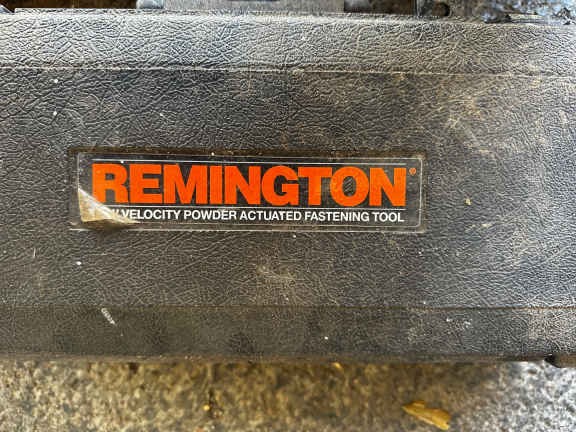 REMINGTON®
VELOCITY POWDER ACTUATED FASTENING TOOL